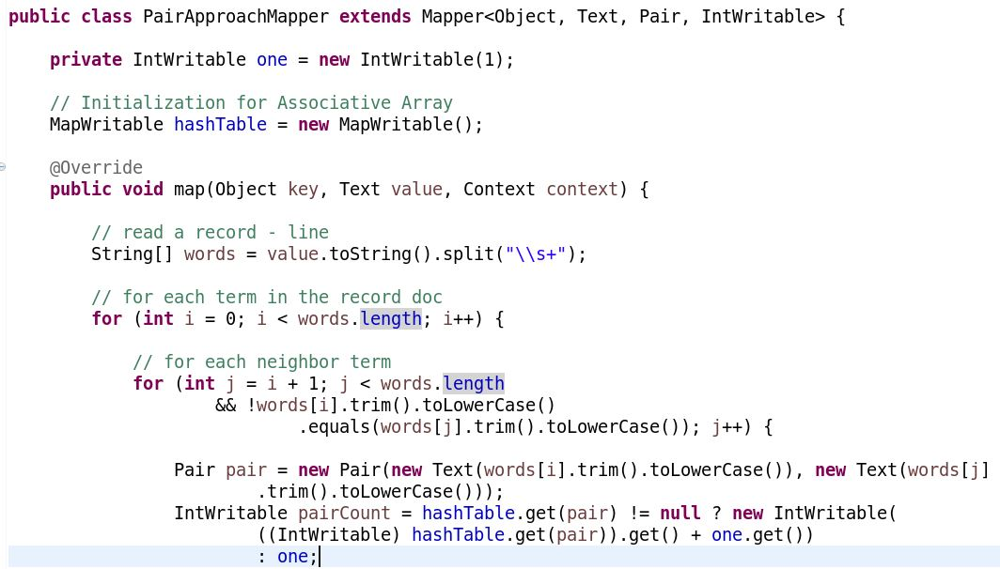 public class PairApproachMapper extends Mapper<Object, Text, Pair, IntWritable> {
private IntWritable one = new IntWritable(1);
// Initialization for Associative Array
MapWritable hashTable = new MapWritable();
@Override
public void map(Object key, Text value, Context context) {
// read a record - line
String[] words = value.toString().split("\\s+");
// for each term in the record doc
for (int i = 0; i < words.length; i++) {
// for each neighbor term
for (int j = i + 1; j < words.length
&& !words[i].trim().toLowerCase()
.equals(words[j].trim().toLowerCase()); j++) {
Pair pair = new Pair(new Text(words[i].trim().toLowerCase()), new Text(words[j]
.trim().toLowerCase()));
IntWritable pairCount = hashTable.get(pair) != null ? new IntWritable(
((IntWritable) hashTable.get(pair)).get() + one.get())
: one;